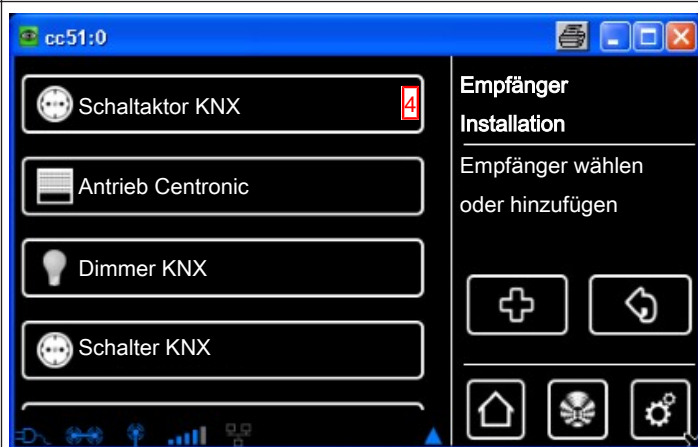 cc51:0
Schaltaktor KNX
4
Antrieb Centronic
Dimmer KNX
Schalter KNX
Empfänger
Installation
Empfänger wählen
oder hinzufügen